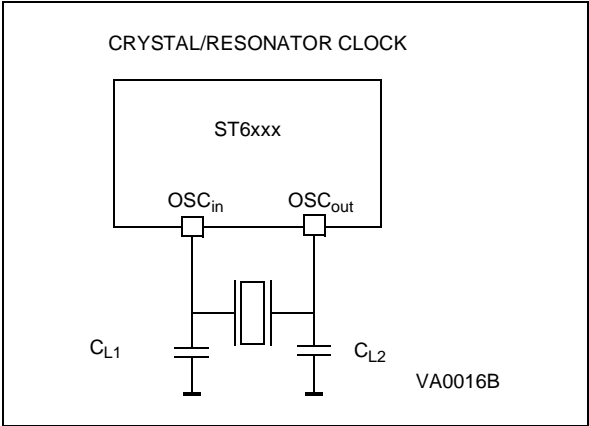 CRYSTAL/RESONATOR CLOCK
ST6xxx
OSCin OSCout
CL1 CL2
VA0016B